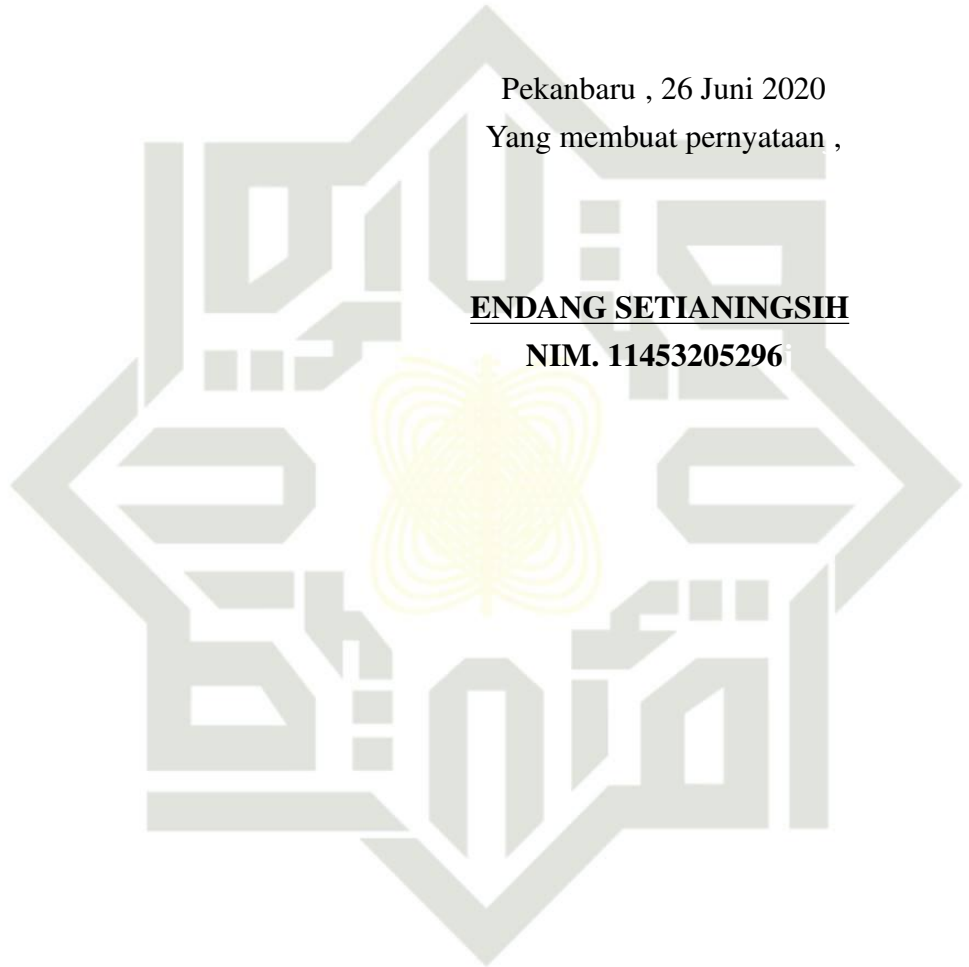 Pekanbaru , 26 Juni 2020
Yang membuat pernyataan ,
ENDANG SETIANINGSIH
NIM. 11453205296